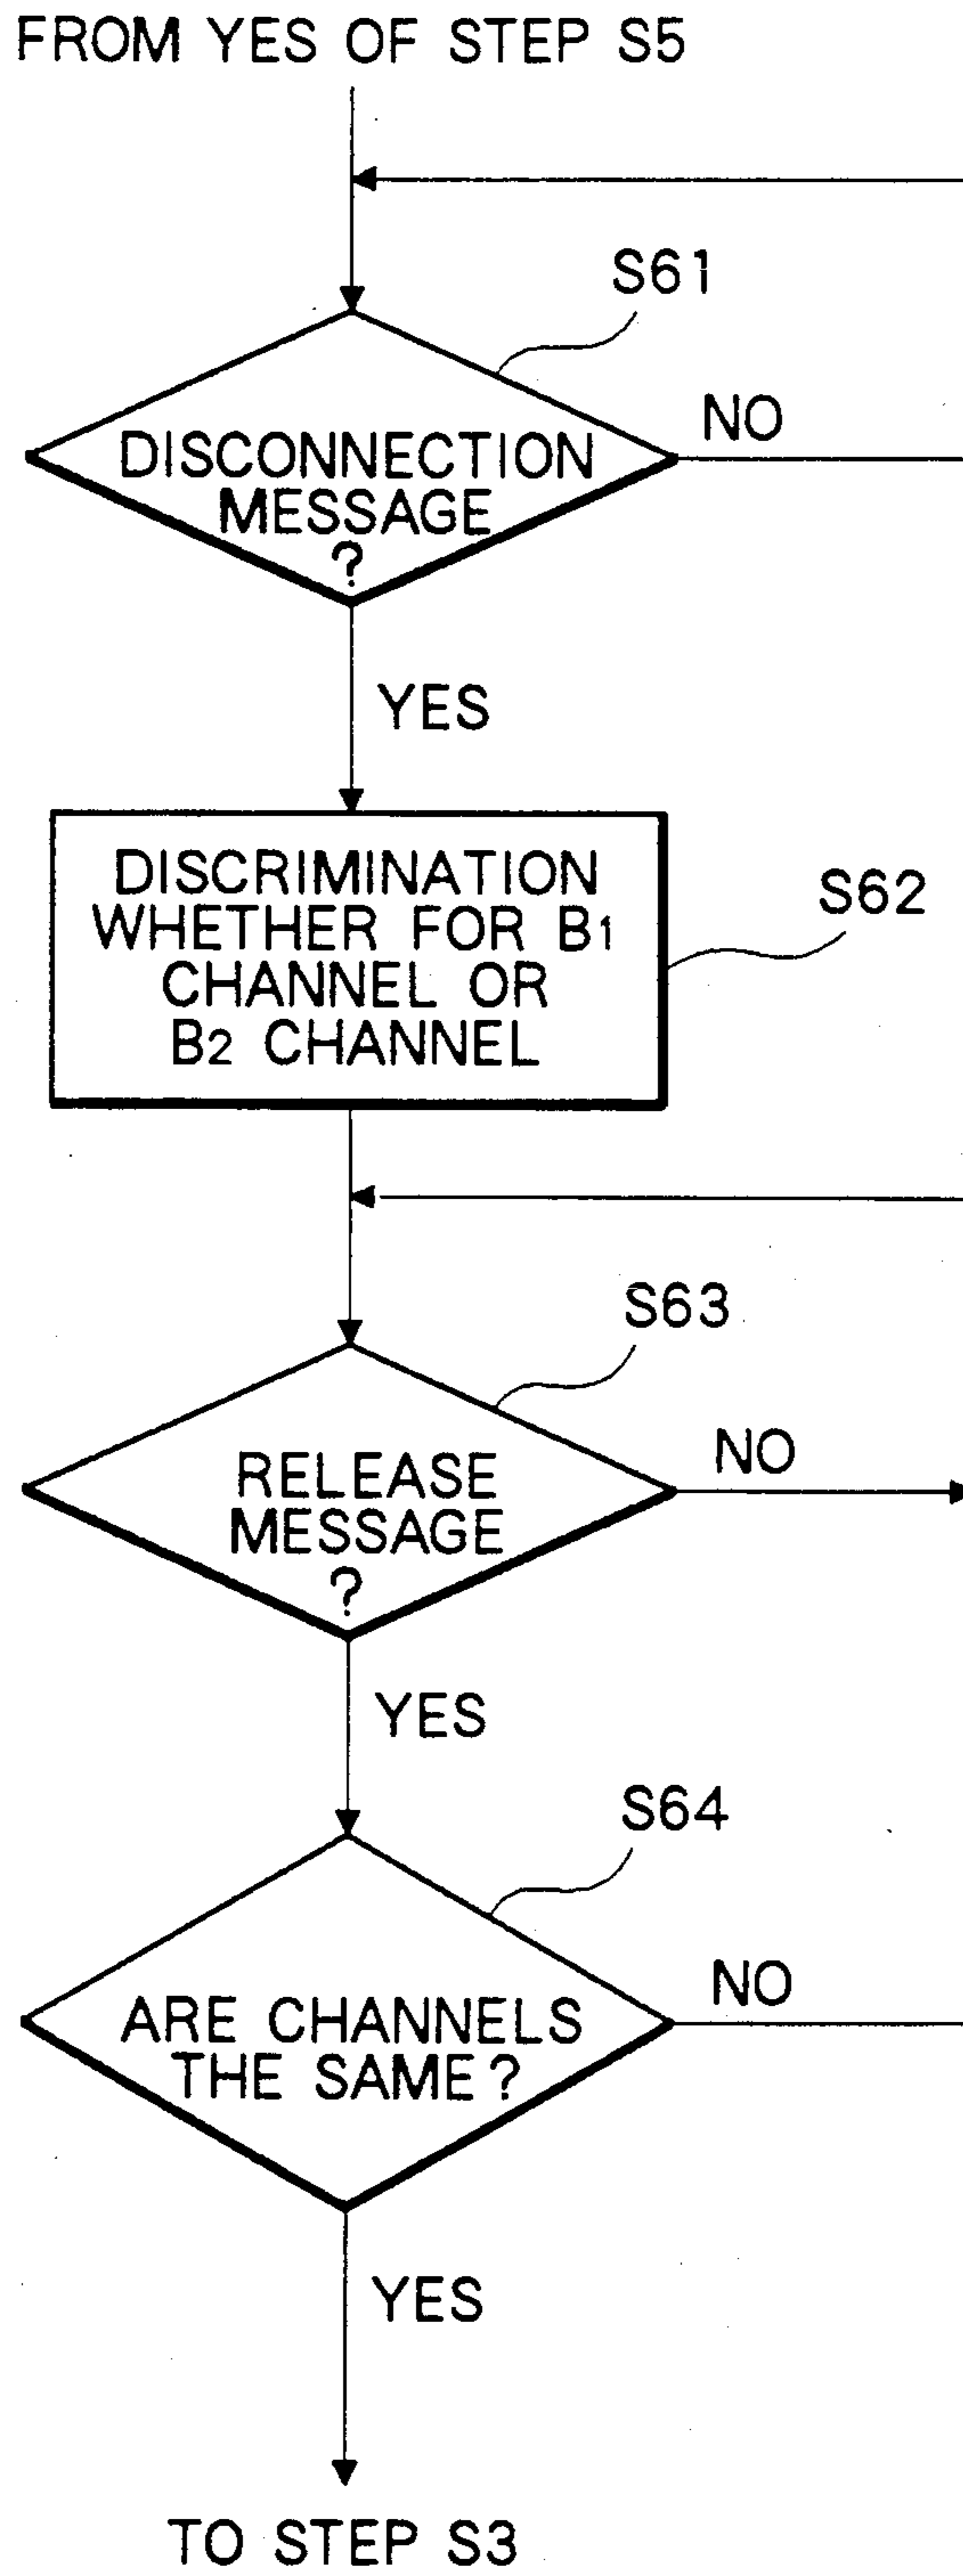 FROM YES OF STEP S5
S61
DISCONNECTION
MESSAGE
?
NO
YES
DISCRIMINATION
WHETHER FOR B1
CHANNEL OR
B2 CHANNEL
S62
S63
RELEASE
MESSAGE
?
NO
YES
S64
ARE CHANNELS
THE SAME?
NO
YES
TO STEP S3